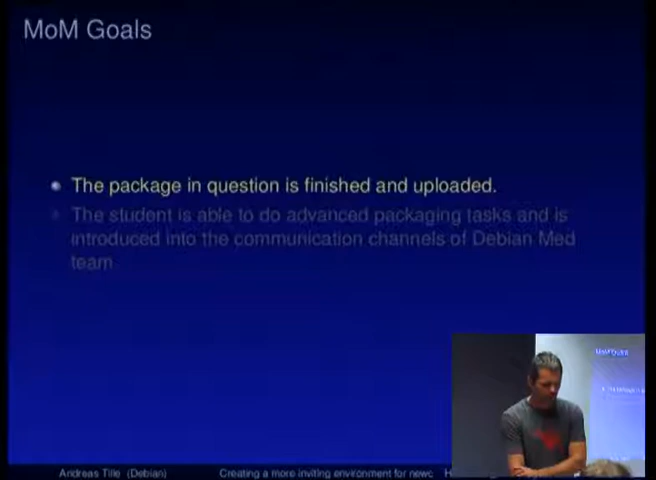 MoM Goals
The package in question is finished and uploaded.
The student is able to do advanced packaging tasks and is
introduced into the communication channels of Debian Med
team
Andreas Tille (Debian) Creating a more inviting environment for newc H